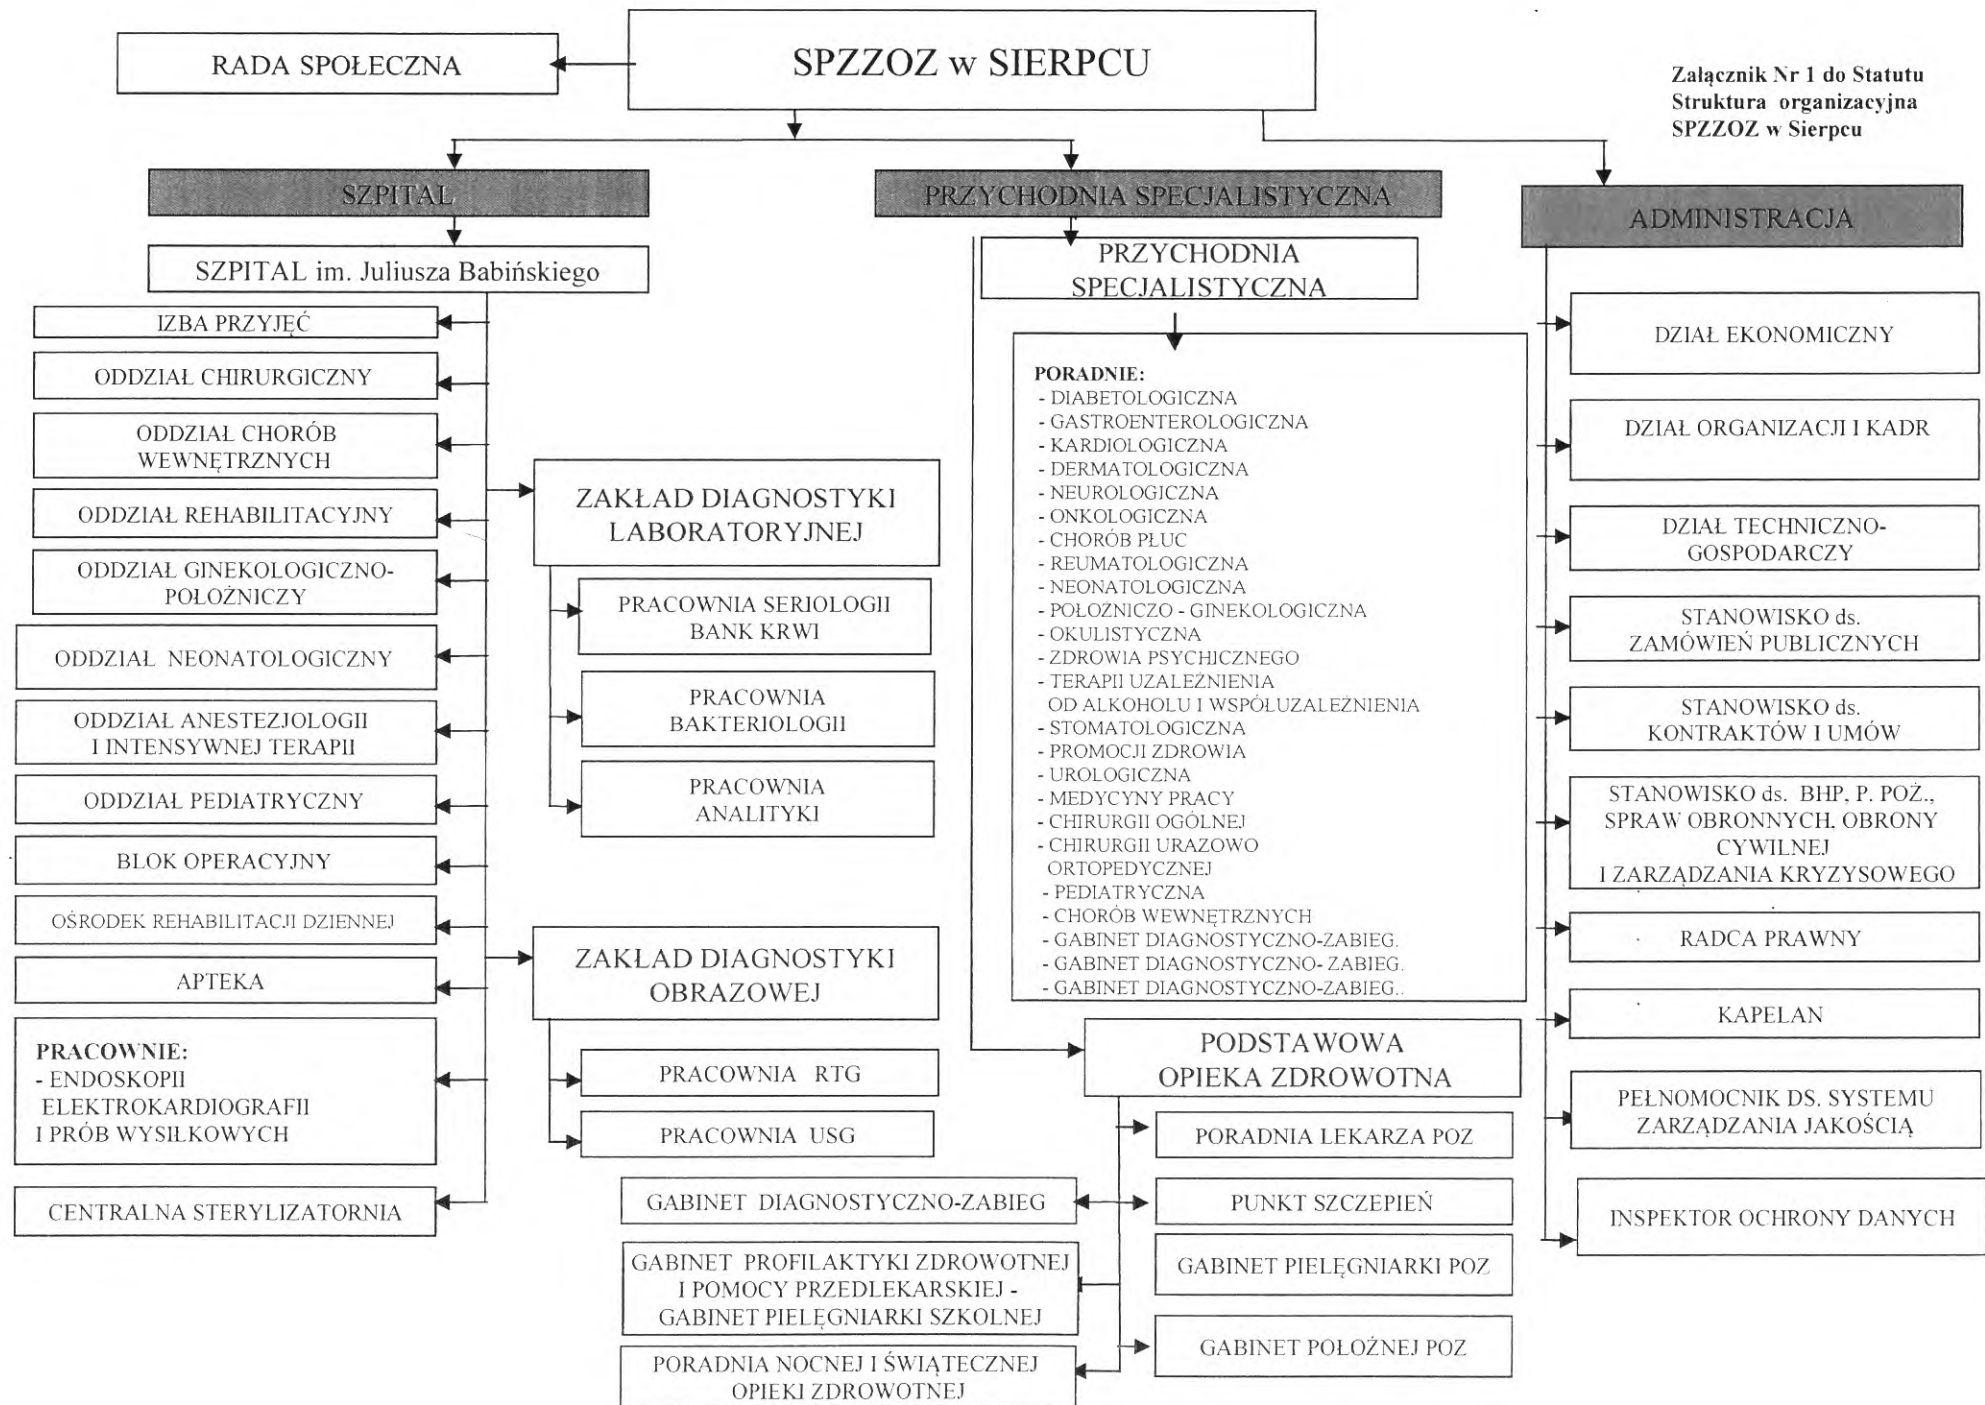 SPZZOZ w SIERPCU
RADA SPOŁECZNA
Załącznik Nr 1 do Statutu
Struktura organizacyjna
SPZZOZ w Sierpcu
SZPITAL
SZPITAL im. Juliusza Babińskiego
IZBA PRZYJĘĆ
ODDZIAŁ CHIRURGICZNY
ODDZIAŁ CHORÓB
WEWNĘTRZNYCH
ODDZIAŁ REHABILITACYJNY
ODDZIAŁ GINEKOLOGICZNO-
POŁOŻNICZY
ODDZIAŁ NEONATOLOGICZNY
ODDZIAŁ ANESTEZJOLOGII
I INTENSYWNEJ TERAPII
ODDZIAŁ PEDIATRYCZNY
BLOK OPERACYJNY
OŚRODEK REHABILITACJI DZIENNEJ
APTEKA
PRACOWNIE:
- ENDOSKOPII
ELEKTROKARDIOGRAFII
I PRÓB WYSIŁKOWYCH
CENTRALNA STERYLIZATORNIA
ZAKŁAD DIAGNOSTYKI
LABORATORYJNEJ
PRACOWNIA SERIOLOGII
BANK KRWI
PRACOWNIA
BAKTERIOLOGII
PRACOWNIA
ANALITYKI
ZAKŁAD DIAGNOSTYKI
OBRAZOWEJ
PRACOWNIA RTG
PRACOWNIA USG
PRZYCHODNIA SPECJALISTYCZNA
PRZYCHODNIA
SPECJALISTYCZNA
PORADNIE:
- DIABETOLOGICZNA
- GASTROENTEROLOGICZNA
- KARDIOLOGICZNA
- DERMATOLOGICZNA
- NEUROLOGICZNA
- ONKOLOGICZNA
- CHORÓB PŁUC
- REUMATOLOGICZNA
- NEONATOLOGICZNA
- POŁOŻNICZO - GINEKOLOGICZNA
- OKULISTYCZNA
- ZDROWIA PSYCHICZNEGO
- TERAPII UZALEŻNIENIA
OD ALKOHOLU I WSPÓŁUZALEŻNIENIA
- STOMATOLOGICZNA
- PROMOCJI ZDROWIA
- UROLOGICZNA
- MEDYCYNY PRACY
- CHIRURGII OGÓLNEJ
- CHIRURGII URAZOWO
ORTOPEDYCZNEJ
- PEDIATRYCZNA
- CHORÓB WEWNĘTRZNYCH
- GABINET DIAGNOSTYCZNO-ZABIEG.
- GABINET DIAGNOSTYCZNO- ZABIEG.
- GABINET DIAGNOSTYCZNO-ZABIEG..
PODSTAWOWA
OPIEKA ZDROWOTNA
PORADNIA LEKARZA POZ
GABINET DIAGNOSTYCZNO-ZABIEG
PUNKT SZCZEPIEŃ
GABINET PROFILAKTYKI ZDROWOTNEJ
I POMOCY PRZEDLEKARSKIEJ -
GABINET PIELĘGNIARKI SZKOLNEJ
GABINET PIELĘGNIARKI POZ
GABINET POŁOŻNEJ POZ
PORADNIA NOCNEJ I ŚWIĄTECZNEJ
OPIEKI ZDROWOTNEJ
ADMINISTRACJA
DZIAŁ EKONOMICZNY
DZIAŁ ORGANIZACJI I KADR
DZIAŁ TECHNICZNO-
GOSPODARCZY
STANOWISKO ds.
ZAMÓWIEŃ PUBLICZNYCH
STANOWISKO ds.
KONTRAKTÓW I UMÓW
STANOWISKO ds. BHP, P. POŻ.,
SPRAW OBRONNYCH, OBRONY
CYWILNEJ
I ZARZĄDZANIA KRYZYSOWEGO
RADCA PRAWNY
KAPELAN
PEŁNOMOCNIK DS. SYSTEMU
ZARZĄDZANIA JAKOŚCIĄ
INSPEKTOR OCHRONY DANYCH